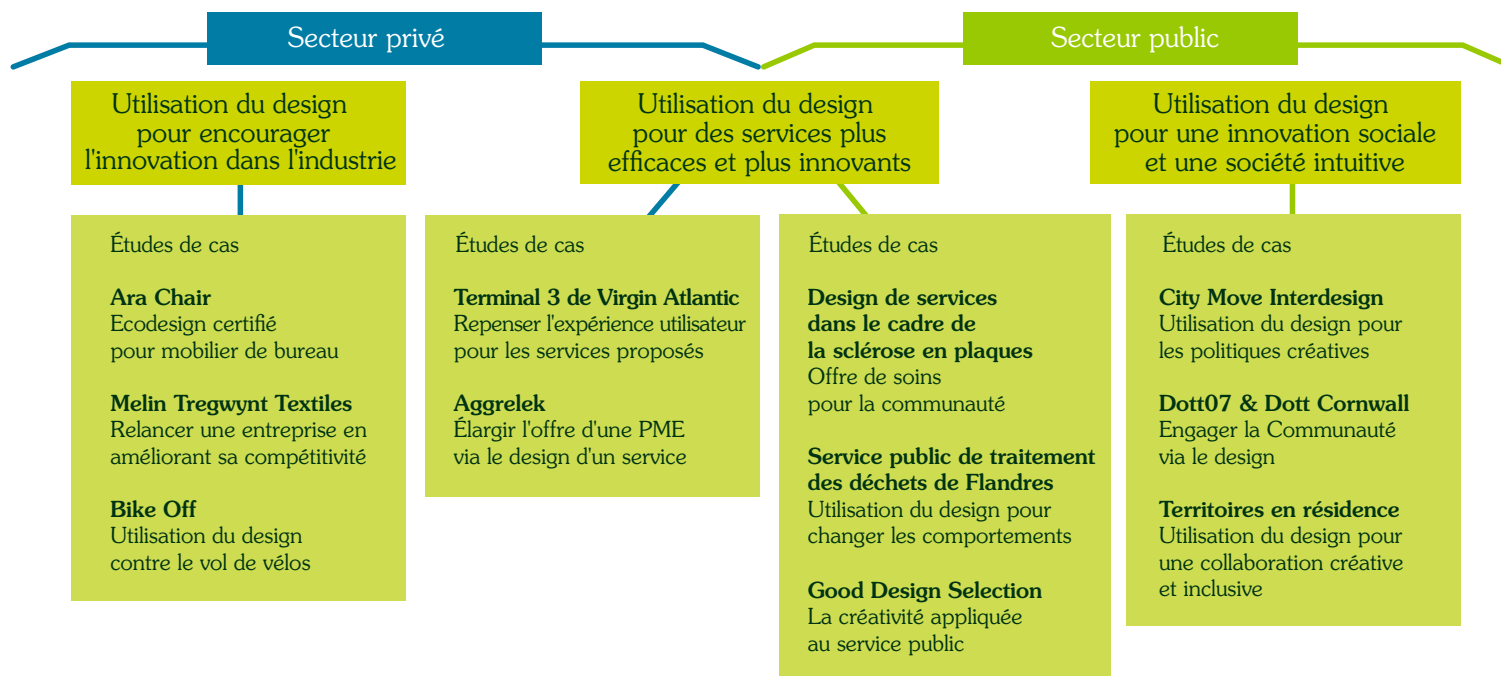 Secteur privé
Secteur public
Utilisation du design
pour encourager
l'innovation dans l'industrie
Utilisation du design
pour des services plus
efficaces et plus innovants
Utilisation du design
pour une innovation sociale
et une société intuitive
Études de cas
Ara Chair
Ecodesign certifié
pour mobilier de bureau
Melin Tregwynt Textiles
Relancer une entreprise en
améliorant sa compétitivité
Bike Off
Utilisation du design
contre le vol de vélos
Études de cas
Terminal 3 de Virgin Atlantic
Repenser l'expérience utilisateur
pour les services proposés
Aggrelek
Élargir l'offre d'une PME
via le design d'un service
Études de cas
Design de services
dans le cadre de
la sclérose en plaques
Offre de soins
pour la communauté
Service public de traitement
des déchets de Flandres
Utilisation du design pour
changer les comportements
Good Design Selection
La créativité appliquée
au service public
Études de cas
City Move Interdesign
Utilisation du design pour
les politiques créatives
Dott07 & Dott Cornwall
Engager la Communauté
via le design
Territoires en résidence
Utilisation du design pour
une collaboration créative
et inclusive